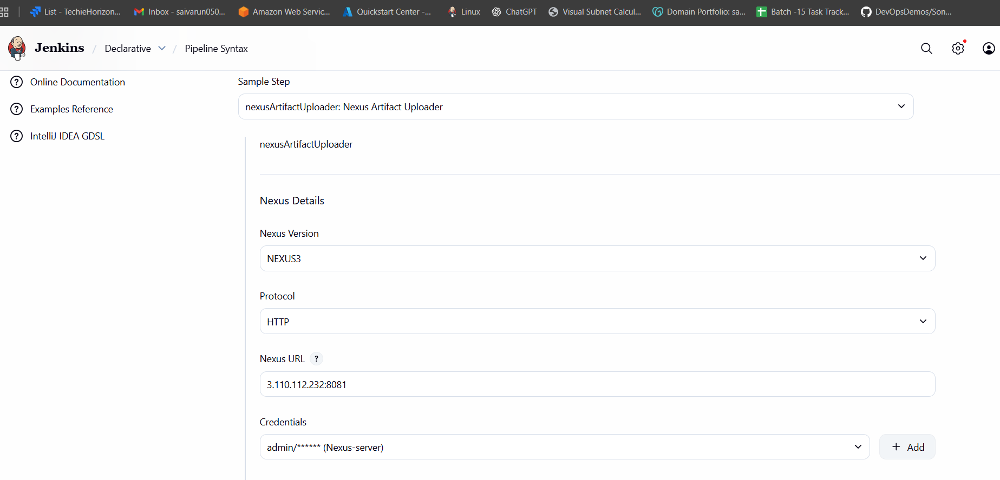 List - TechieHorizon... Inbox - saivarun050... Amazon Web Servic... Quickstart Center -... Linux ChatGPT Visual Subnet Calcul... Domain Portfolio: sa... Batch -15 Task Track... DevOpsDemos/Son...
Jenkins / Declarative / Pipeline Syntax
Online Documentation
Examples Reference
IntelliJ IDEA GDSL
Sample Step
nexusArtifactUploader: Nexus Artifact Uploader
nexusArtifactUploader
Nexus Details
Nexus Version
NEXUS3
Protocol
HTTP
Nexus URL ?
3.110.112.232:8081
Credentials
admin/****** (Nexus-server)
+ Add